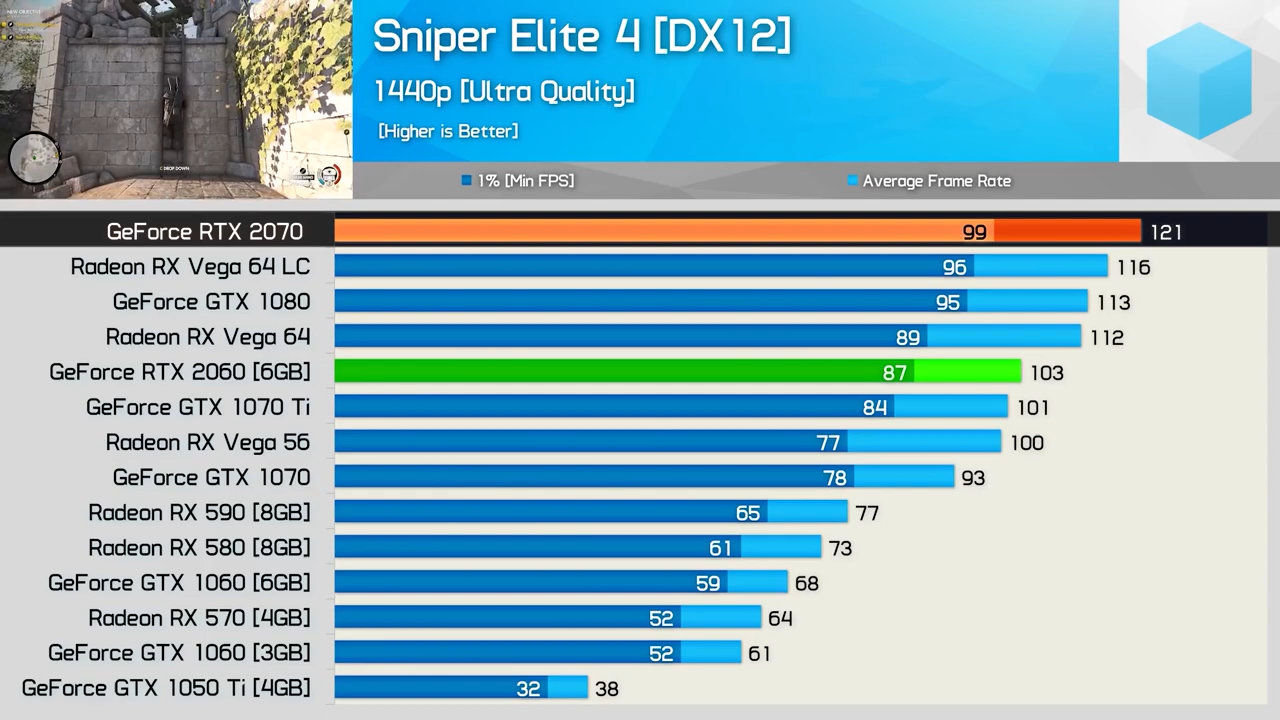 Sniper Elite 4 [DX12]
1440p [Ultra Quality]
[Higher is Better]
DROP DOWN
1% [Min FPS]
Average Frame Rate
GeForce RTX 2070 99 121
Radeon RX Vega 64 LC 96 116
GeForce GTX 1080 95 113
Radeon RX Vega 64 89 112
GeForce RTX 2060 [6GB] 87 103
GeForce GTX 1070 Ti 84 101
Radeon RX Vega 56 77 100
GeForce GTX 1070 78 93
Radeon RX 590 [8GB] 65 77
Radeon RX 580 [8GB] 61 73
GeForce GTX 1060 [6GB] 59 68
Radeon RX 570 [4GB] 52 64
GeForce GTX 1060 [3GB] 52 61
GeForce GTX 1050 Ti [4GB] 32 38